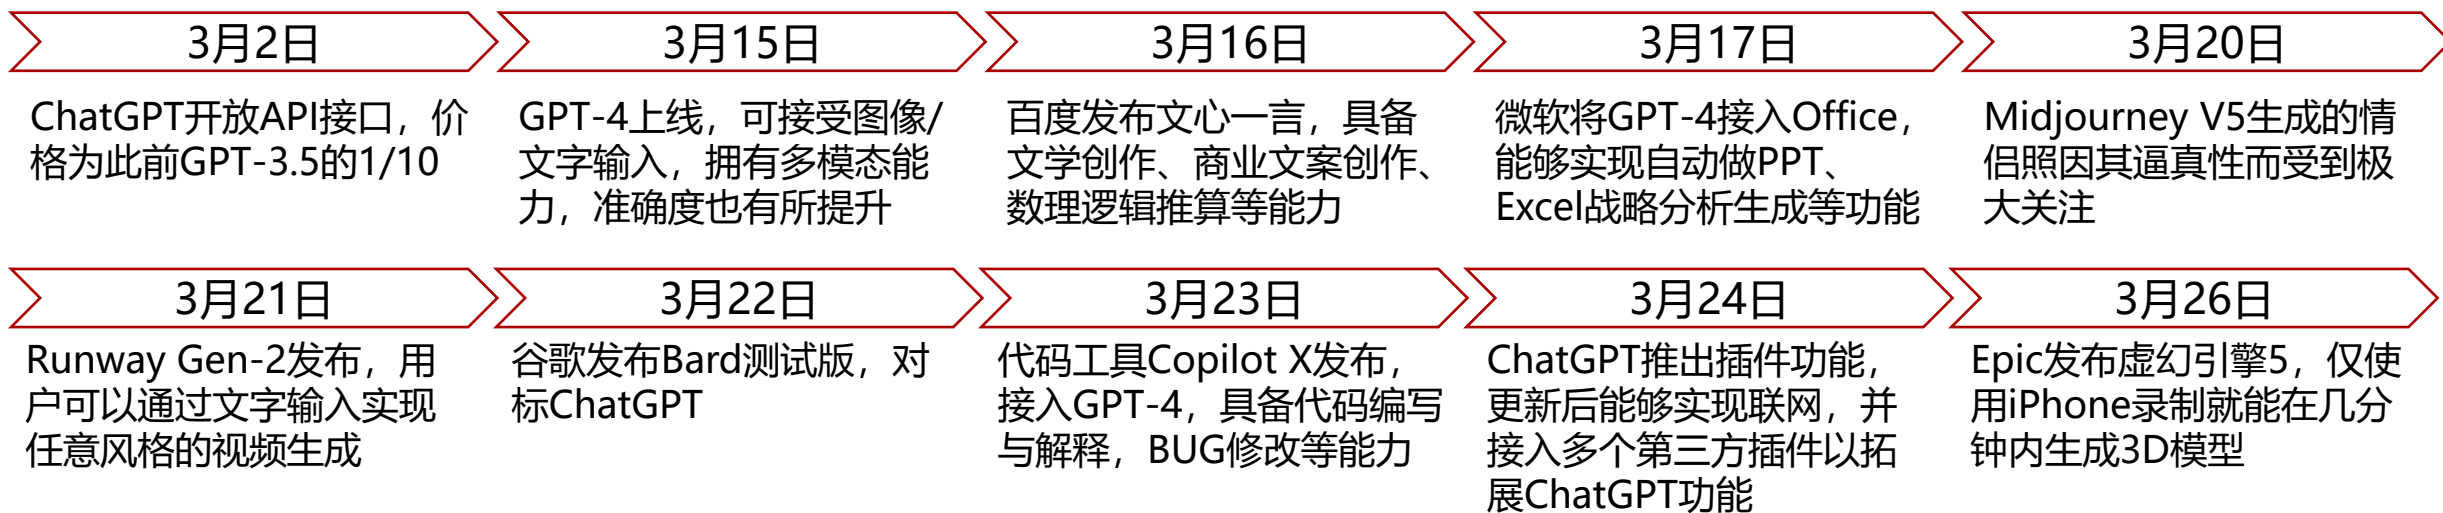 3月2日
ChatGPT开放API接口，价
格为此前GPT-3.5的1/10
3月15日
GPT-4上线，可接受图像/
文字输入，拥有多模态能
力，准确度也有所提升
3月16日
百度发布文心一言，具备
文学创作、商业文案创作、
数理逻辑推算等能力
3月17日
微软将GPT-4接入Office，
能够实现自动做PPT、
Excel战略分析生成等功能
3月20日
Midjourney V5生成的情
侣照因其逼真性而受到极
大关注
3月21日
Runway Gen-2发布，用
户可以通过文字输入实现
任意风格的视频生成
3月22日
谷歌发布Bard测试版，对
标ChatGPT
3月23日
代码工具Copilot X发布，
接入GPT-4，具备代码编写
与解释，BUG修改等能力
3月24日
ChatGPT推出插件功能，
更新后能够实现联网，并
接入多个第三方插件以拓
展ChatGPT功能
3月26日
Epic发布虚幻引擎5，仅使
用iPhone录制就能在几分
钟内生成3D模型